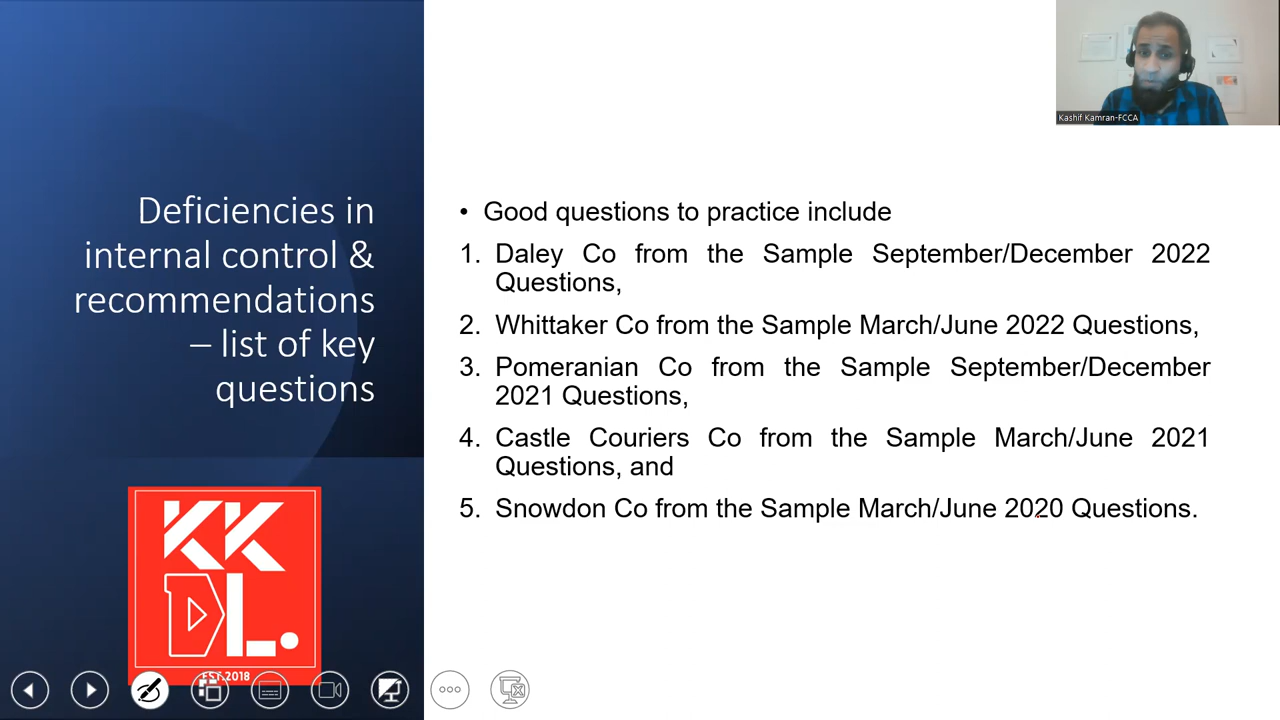 Kashif Kamran-FCCA
Deficiencies in
internal control &
recommendations
– list of key
questions
• Good questions to practice include
1. Daley Co from the Sample September/December 2022
Questions,
2. Whittaker Co from the Sample March/June 2022 Questions,
3. Pomeranian Co from the Sample September/December
2021 Questions,
4. Castle Couriers Co from the Sample March/June 2021
Questions, and
5. Snowdon Co from the Sample March/June 2020 Questions.
KK
DL.
EST.2018